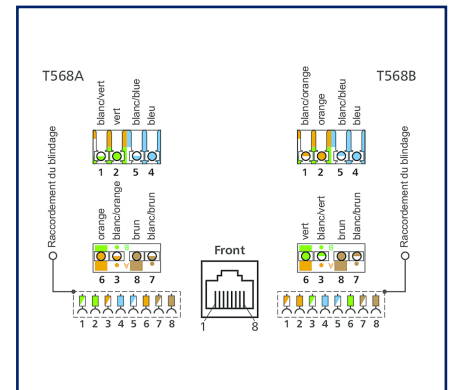 T568A
blanc/vert
vert
blanc/blue
bleu
1 2 5 4
Raccordement du blindage
orange
blanc/orange
brun
blanc/brun
B
A
6 3 8 7
1 2 3 4 5 6 7 8
Front
1 8
T568B
blanc/orange
orange
blanc/bleu
bleu
1 2 5 4
Raccordement du blindage
vert
blanc/vert
brun
blanc/brun
6 3 8 7
1 2 3 4 5 6 7 8